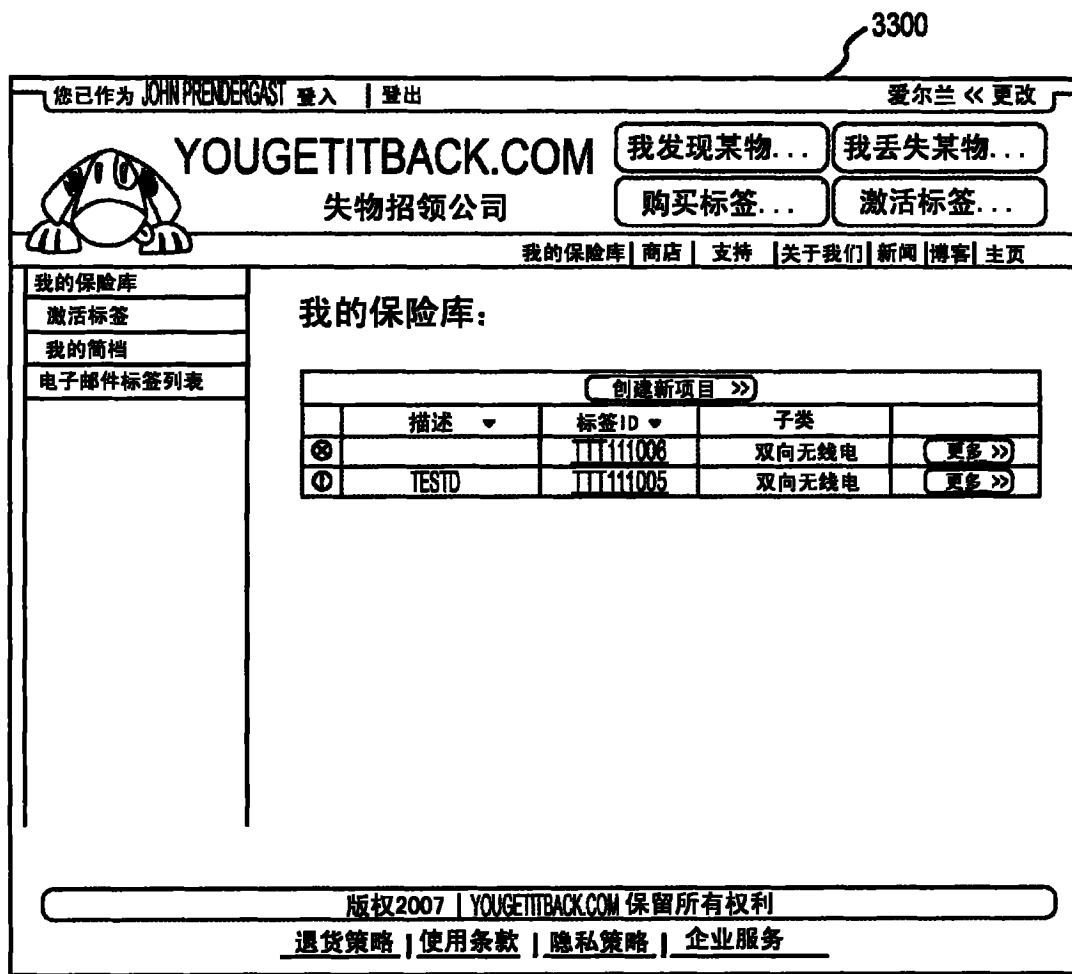 3300
您已作为 JOHN PRENDERGAST 登入 | 登出 爱尔兰 << 更改
YOUGETITBACK.COM
失物招领公司
我发现某物... 我丢失某物...
购买标签... 激活标签...
我的保险库 | 商店 | 支持 | 关于我们 | 新闻 | 博客 | 主页
我的保险库
激活标签
我的简档
电子邮件标签列表
我的保险库:
创建新项目 >>
描述 标签ID 子类
TTT111006 双向无线电 更多 >>
TESTD TTT111005 双向无线电 更多 >>
版权2007 | YOUGETITBACK.COM 保留所有权利
退货策略 | 使用条款 | 隐私策略 | 企业服务